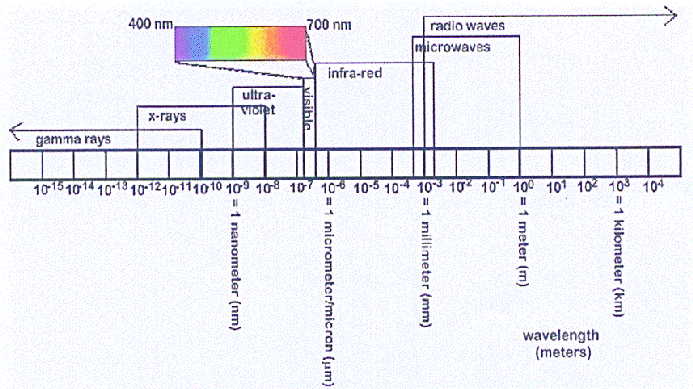 400 nm 700 nm
radio waves
microwaves
infra-red
ultra-
violet
visible
x-rays
gamma rays
10-15 10-14 10-13 10-12 10-11 10-10 10-9 10-8 10-7 10-6 10-5 10-4 10-3 10-2 10-1 100 101 102 103 104
= 1 nanometer (nm)
= 1 micrometer/micron (μm)
= 1 millimeter (mm)
= 1 meter (m)
= 1 kilometer (km)
wavelength
(meters)